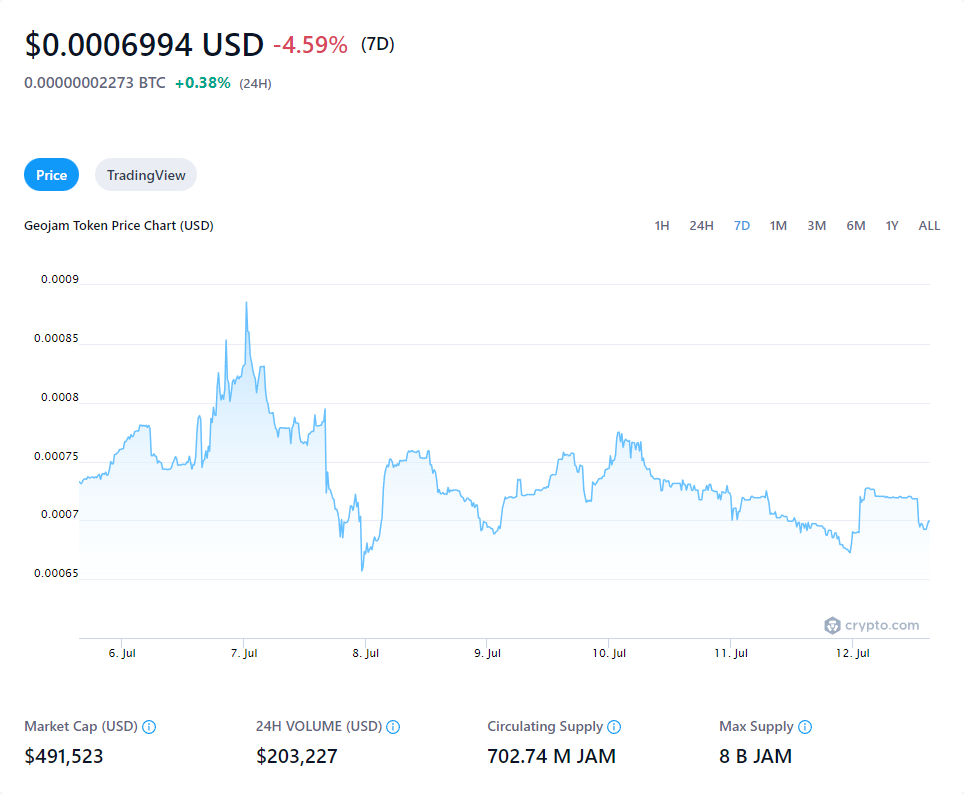 $0.0006994 USD -4.59% (7D)
0.00000002273 BTC +0.38% (24H)
Price TradingView
Geojam Token Price Chart (USD) 1H 24H 7D 1M 3M 6M 1Y ALL
0.0009
0.00085
0.0008
0.00075
0.0007
0.00065
crypto.com
6. Jul 7. Jul 8. Jul 9. Jul 10. Jul 11. Jul 12. Jul
Market Cap (USD) 24H VOLUME (USD) Circulating Supply Max Supply
$491,523 $203,227 702.74 M JAM 8 B JAM